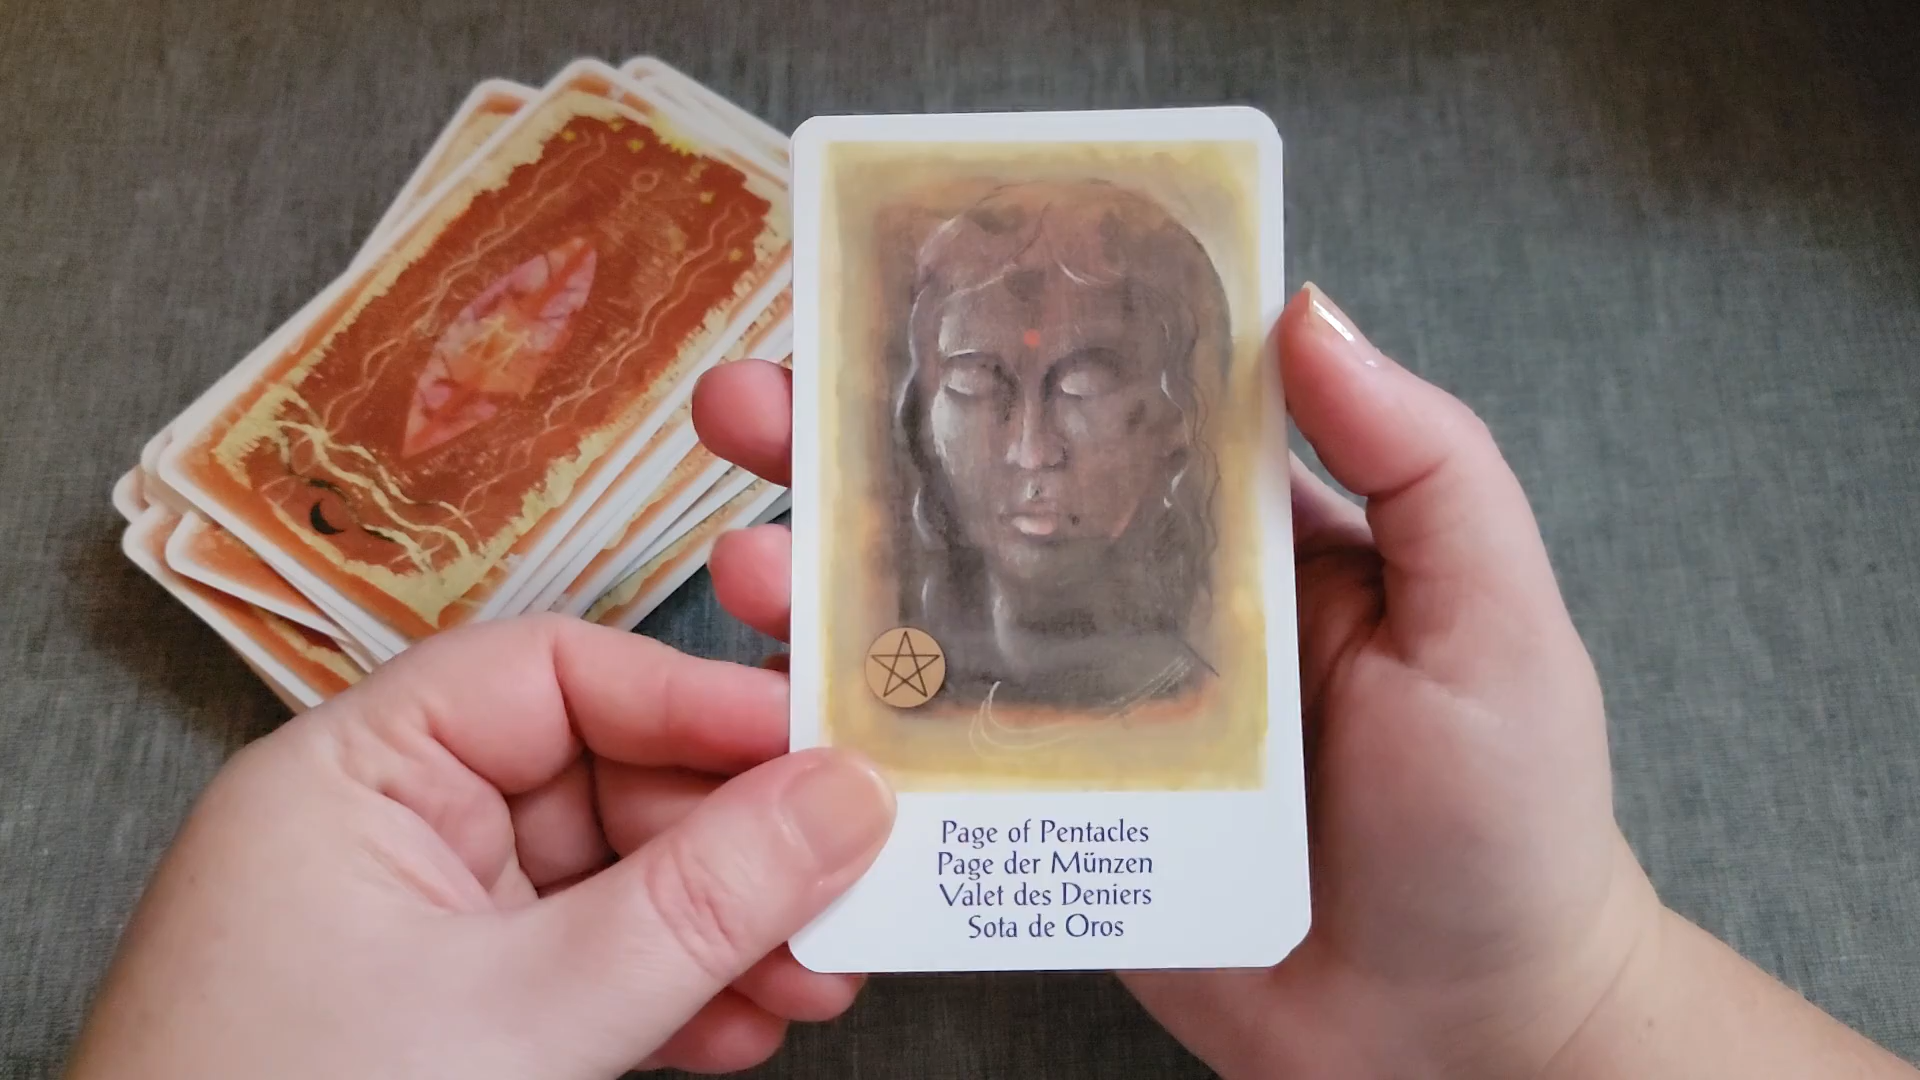 Page of Pentacles
Page der Münzen
Valet des Deniers
Sota de Oros